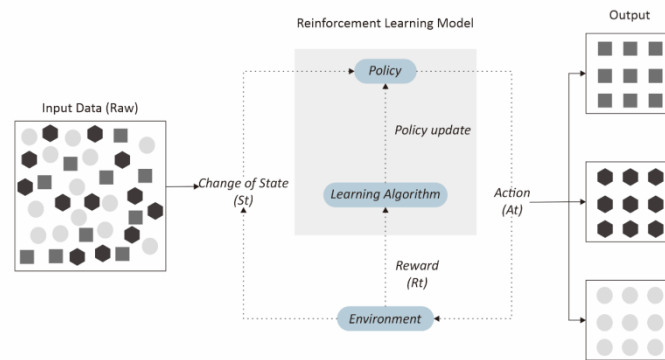 Reinforcement Learning Model
Output
Input Data (Raw)
Policy
Policy update
Change of State
(St)
Learning Algorithm
Action
(At)
Reward
(Rt)
Environment